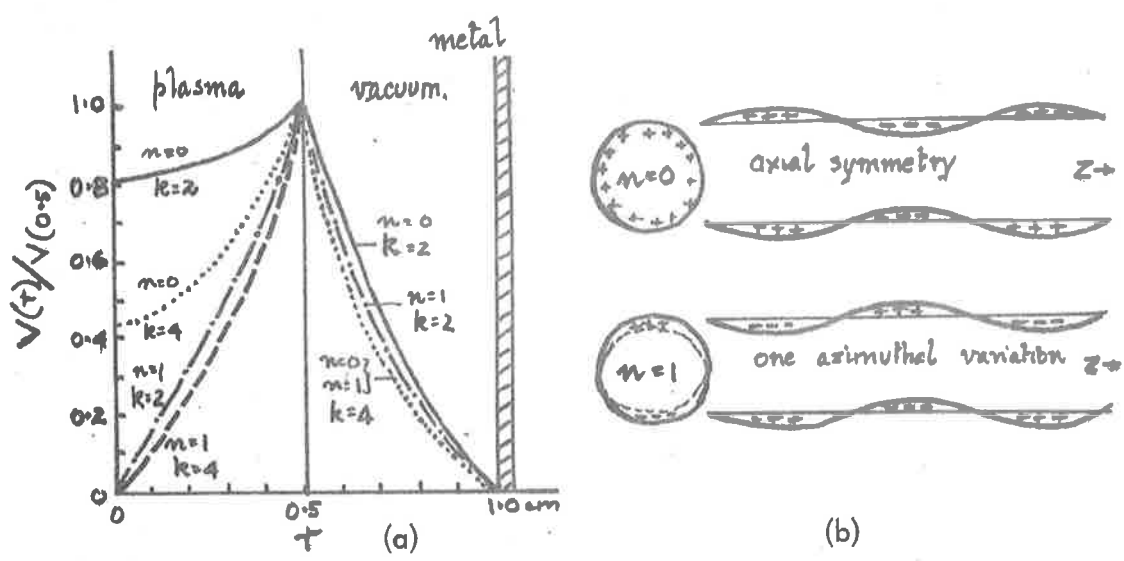 metal
plasma
vacuum.
V(r)/V(0.5)
1.0
0.8
0.6
0.4
0.2
0
n=0
k=2
n=0
k=4
n=1
k=2
n=1
k=4
n=0
k=2
n=1
k=2
n=0}
n=1}
k=4
0
0.5
1.0 cm
r
(a)
n=0
+++
---
+++
axial symmetry
z→
+++
---
+++
n=1
---
+++
---
one azimuthal variation
z→
+++
---
+++
(b)